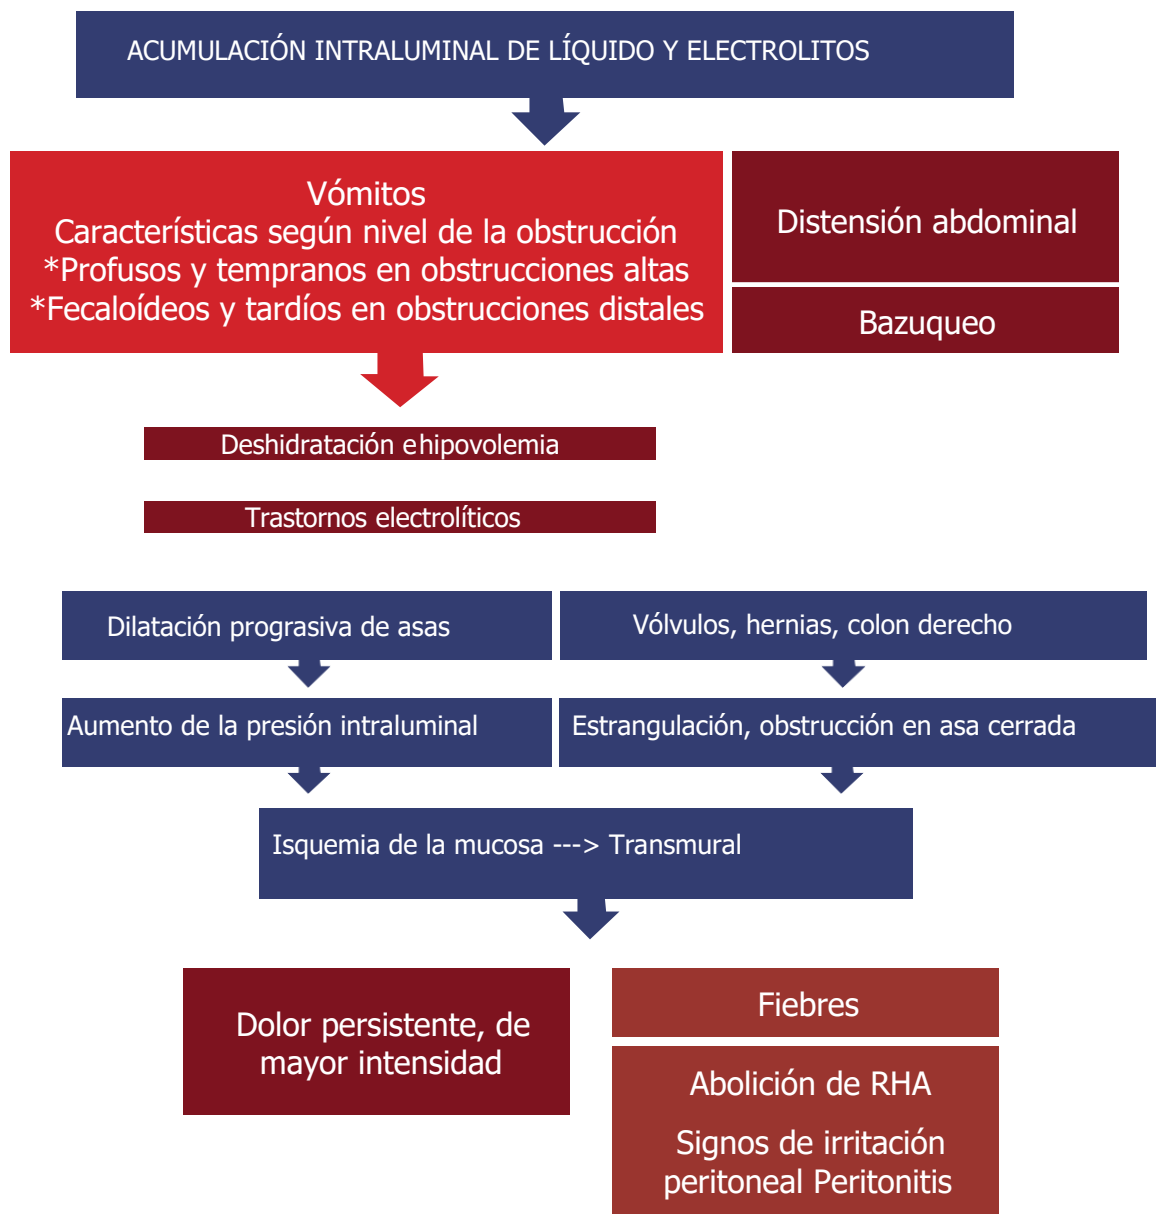 ACUMULACIÓN INTRALUMINAL DE LÍQUIDO Y ELECTROLITOS
Vómitos
Características según nivel de la obstrucción
*Profusos y tempranos en obstrucciones altas
*Fecaloídeos y tardíos en obstrucciones distales
Distensión abdominal
Bazuqueo
Deshidratación e hipovolemia
Trastornos electrolíticos
Dilatación prograsiva de asas
Vólvulos, hernias, colon derecho
Aumento de la presión intraluminal
Estrangulación, obstrucción en asa cerrada
Isquemia de la mucosa ---> Transmural
Dolor persistente, de
mayor intensidad
Fiebres
Abolición de RHA
Signos de irritación
peritoneal Peritonitis